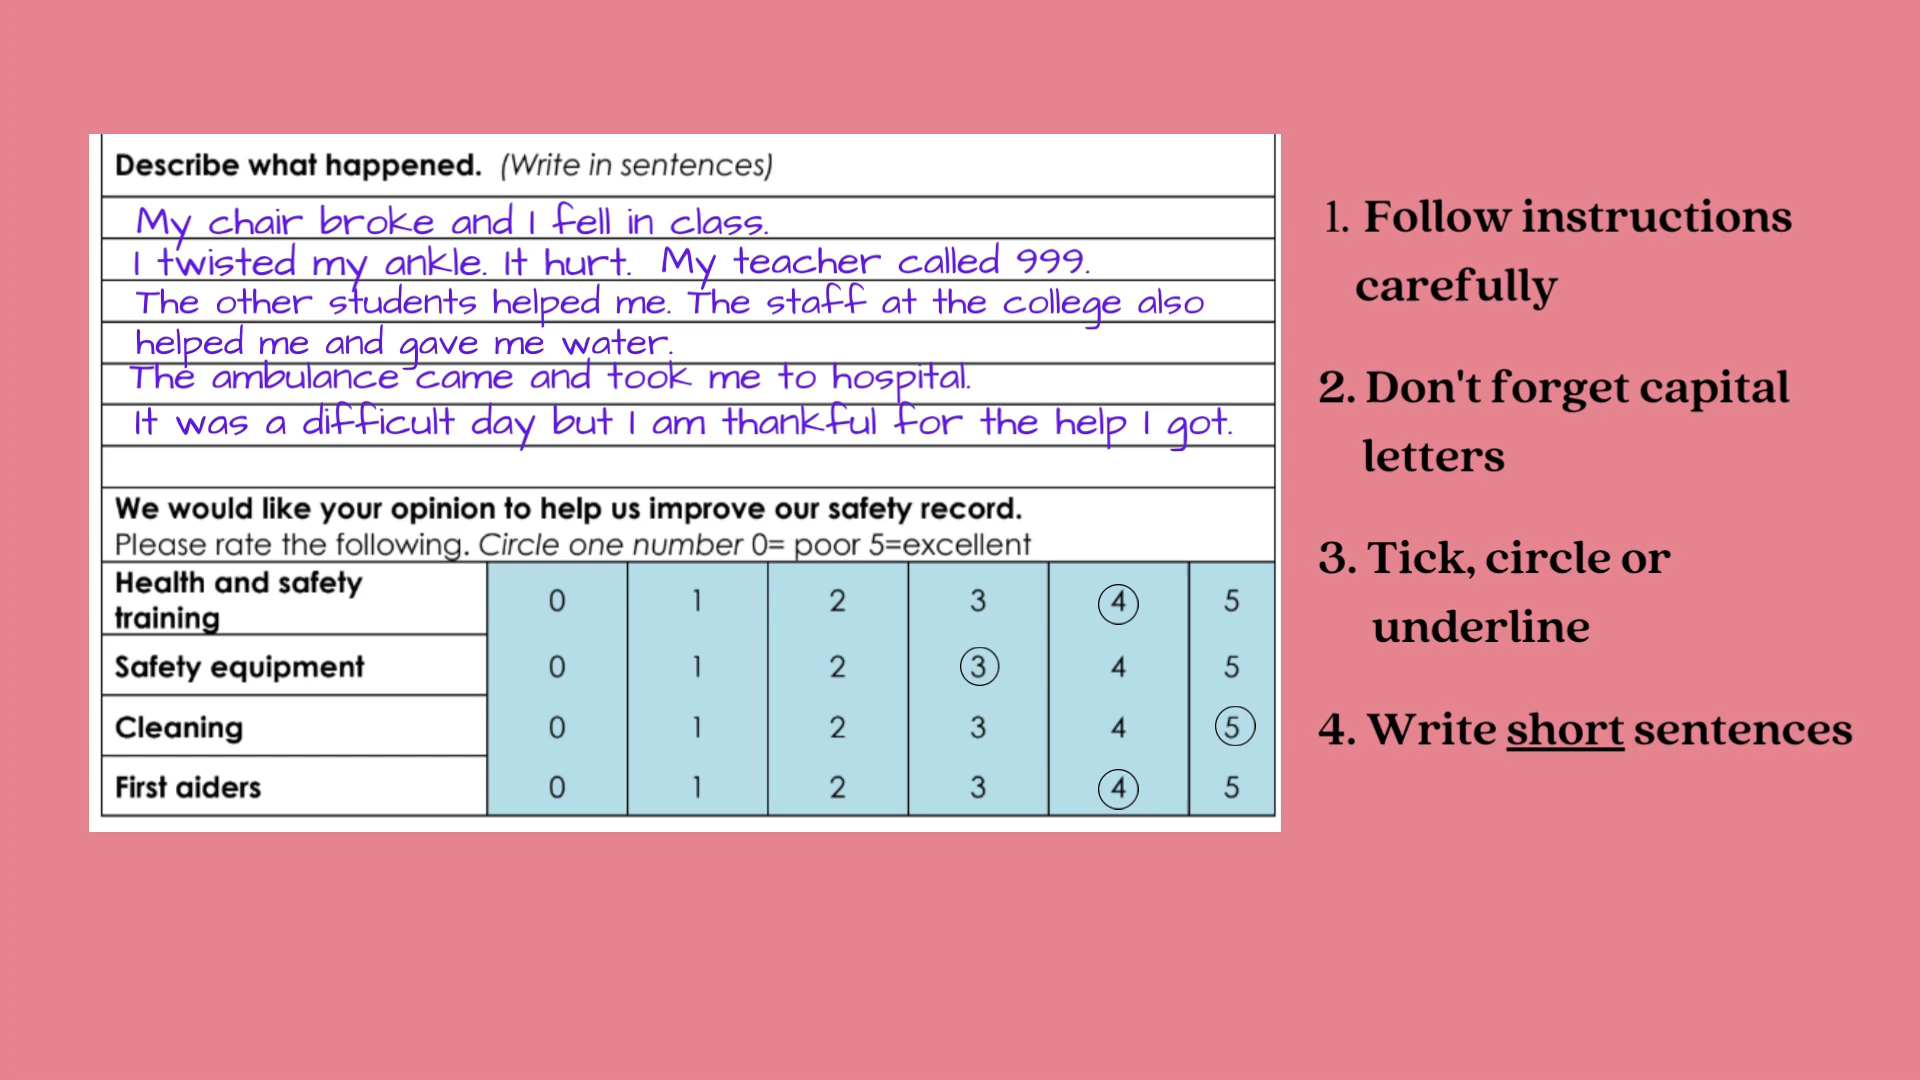 Describe what happened. (Write in sentences)
My chair broke and I fell in class.
I twisted my ankle. It hurt. My teacher called 999.
The other students helped me. The staff at the college also
helped me and gave me water.
The ambulance came and took me to hospital.
It was a difficult day but I am thankful for the help I got.
We would like your opinion to help us improve our safety record.
Please rate the following. Circle one number 0= poor 5=excellent
Health and safety
training
0 1 2 3 4 5
Safety equipment 0 1 2 3 4 5
Cleaning 0 1 2 3 4 5
First aiders 0 1 2 3 4 5
1. Follow instructions
carefully
2. Don't forget capital
letters
3. Tick, circle or
underline
4. Write short sentences